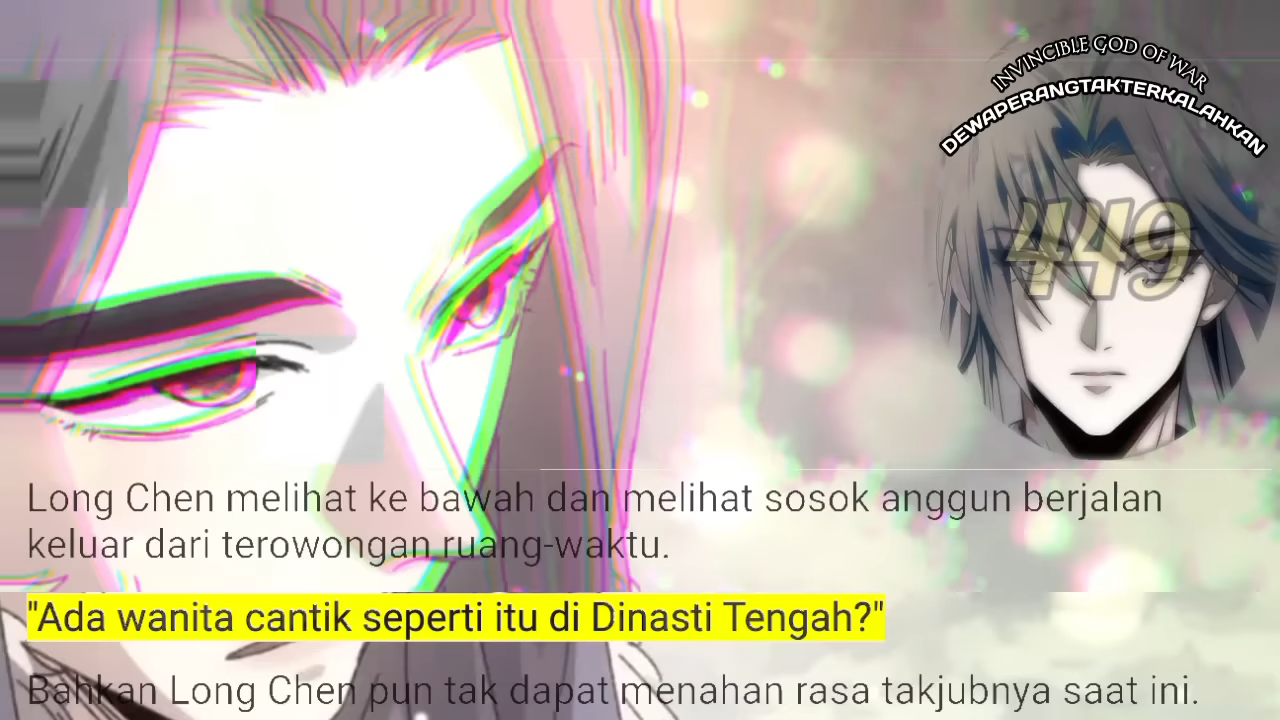 INVINCIBLE GOD OF WAR
DEWAPERANGTAKTERKALAHKAN
449
Long Chen melihat ke bawah dan melihat sosok anggun berjalan
keluar dari terowongan ruang-waktu.
"Ada wanita cantik seperti itu di Dinasti Tengah?"
Bahkan Long Chen pun tak dapat menahan rasa takjubnya saat ini.